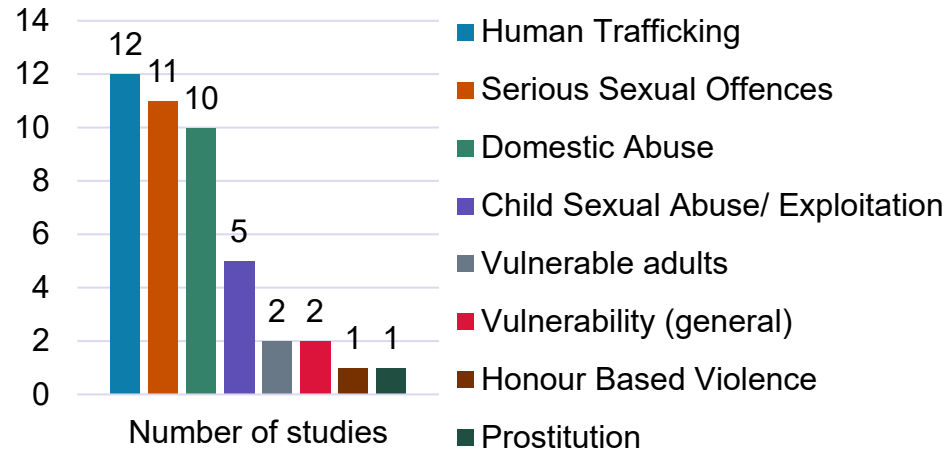 14
12
10
8
6
4
2
0
12
11
10
5
2
2
1
1
Number of studies
Human Trafficking
Serious Sexual Offences
Domestic Abuse
Child Sexual Abuse/ Exploitation
Vulnerable adults
Vulnerability (general)
Honour Based Violence
Prostitution